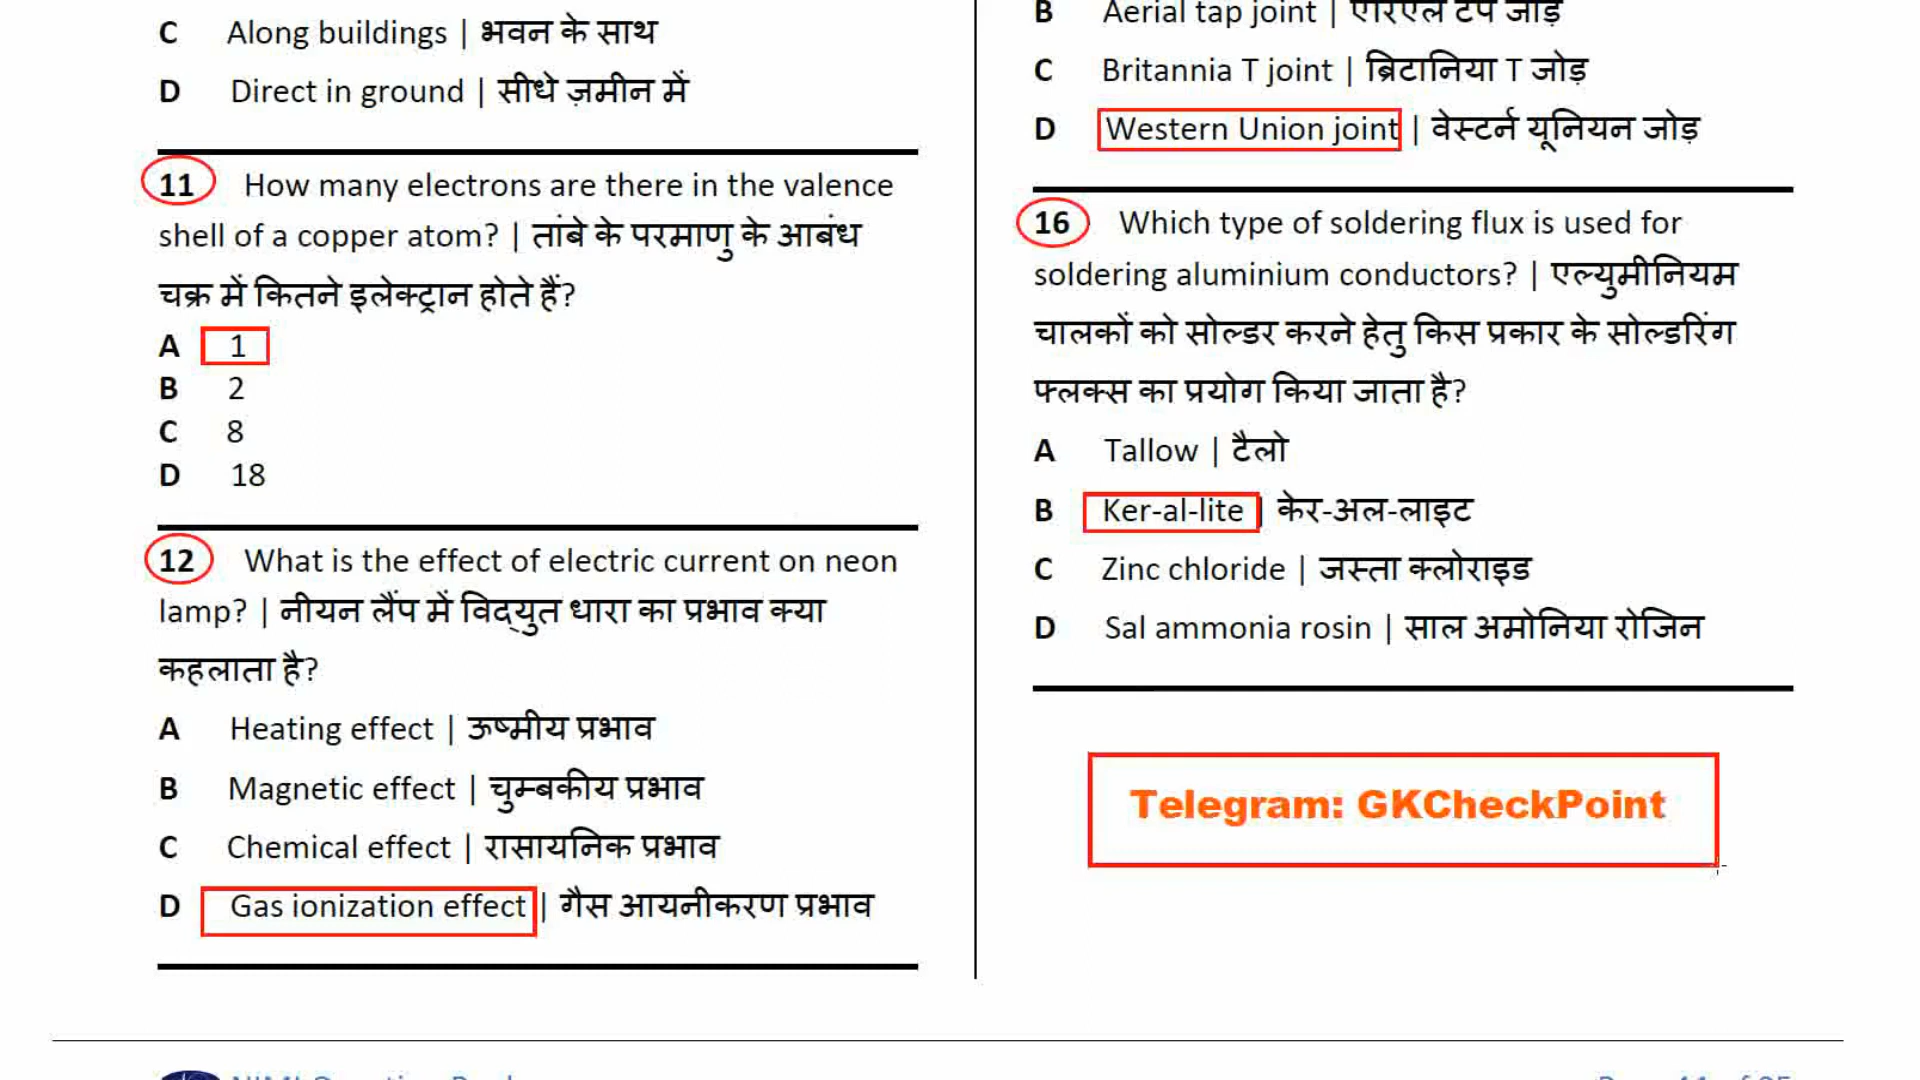 C Along buildings | भवन के साथ
D Direct in ground | सीधे ज़मीन में
11 How many electrons are there in the valence
shell of a copper atom? | तांबे के परमाणु के आबंध
चक्र में कितने इलेक्ट्रान होते हैं?
A 1
B 2
C 8
D 18
12 What is the effect of electric current on neon
lamp? | नीयन लैंप में विद्युत धारा का प्रभाव क्या
कहलाता है?
A Heating effect | ऊष्मीय प्रभाव
B Magnetic effect | चुम्बकीय प्रभाव
C Chemical effect | रासायनिक प्रभाव
D Gas ionization effect | गैस आयनीकरण प्रभाव
B Aerial tap joint | एरिएल टैप जोड़
C Britannia T joint | ब्रिटानिया T जोड़
D Western Union joint | वेस्टर्न यूनियन जोड़
16 Which type of soldering flux is used for
soldering aluminium conductors? | एल्युमीनियम
चालकों को सोल्डर करने हेतु किस प्रकार के सोल्डरिंग
फ्लक्स का प्रयोग किया जाता है?
A Tallow | टैलो
B Ker-al-lite | केर-अल-लाइट
C Zinc chloride | जस्ता क्लोराइड
D Sal ammonia rosin | साल अमोनिया रोजिन
Telegram: GKCheckPoint